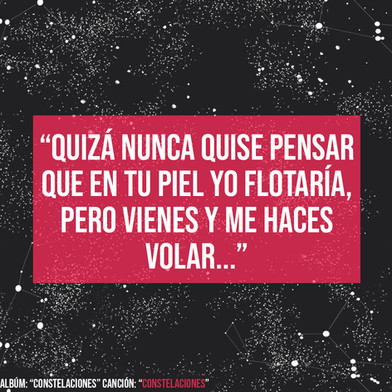 “QUIZÁ NUNCA QUISE PENSAR
QUE EN TU PIEL YO FLOTARÍA,
PERO VIENES Y ME HACES
VOLAR...”
ALBÚM: “CONSTELACIONES” CANCIÓN: “CONSTELACIONES”